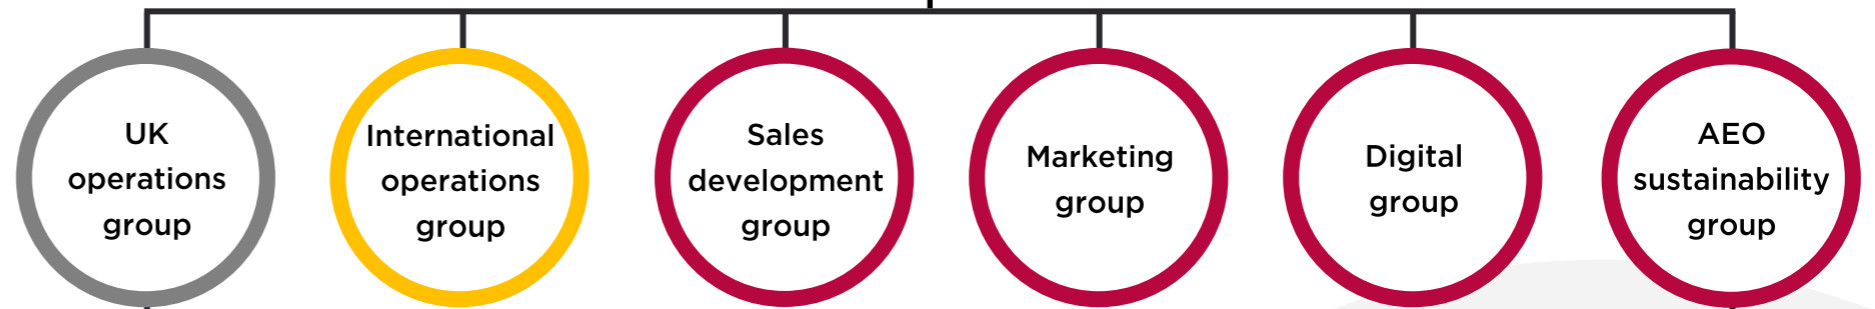 UK
operations
group
International
operations
group
Sales
development
group
Marketing
group
Digital
group
AEO
sustainability
group